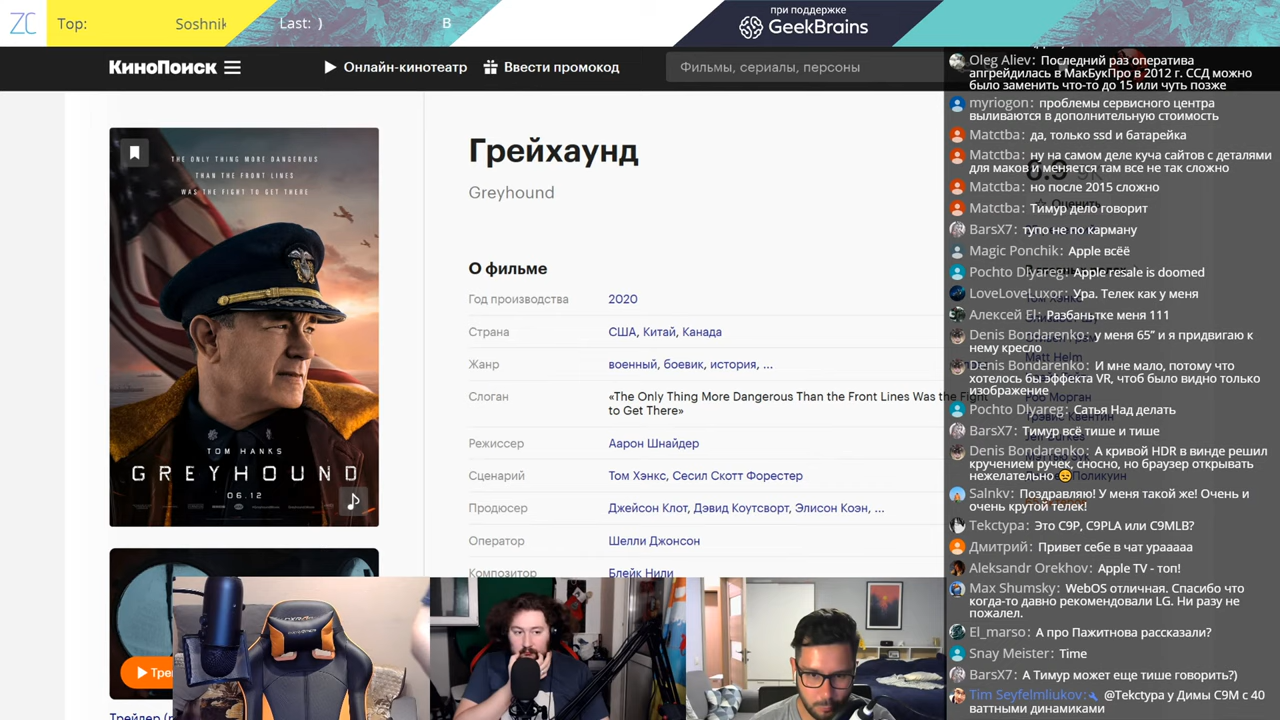 ZC Top: Soshnik Last: ) В
при поддержке
GeekBrains
КиноПоиск
Онлайн-кинотеатр
Ввести промокод
Фильмы, сериалы, персоны
THE ONLY THING MORE DANGEROUS
THAN THE FRONT LINES
WAS THE FIGHT TO GET THERE
TOM HANKS
GREYHOUND
06.12
Грейхаунд
Greyhound
О фильме
Год производства 2020
Страна США, Китай, Канада
Жанр военный, боевик, история, ...
Слоган «The Only Thing More Dangerous Than the Front Lines Was the Fight
to Get There»
Режиссер Аарон Шнайдер
Сценарий Том Хэнкс, Сесил Скотт Форестер
Продюсер Джейсон Клот, Дэвид Коутсворт, Элисон Коэн, ...
Оператор Шелли Джонсон
Композитор Блейк Нили
Oleg Aliev: Последний раз оператива
апгрейдилась в МакБукПро в 2012 г. ССД можно
было заменить что-то до 15 или чуть позже
myriogon: проблемы сервисного центра
выливаются в дополнительную стоимость
Matctba: да, только ssd и батарейка
Matctba: ну на самом деле куча сайтов с деталями
для маков и меняется там все не так сложно
Matctba: но после 2015 сложно
Matctba: Тимур дело говорит
BarsX7: тупо не по карману
Magic Ponchik: Apple всёё
Pochto Dlyareg: Apple resale is doomed
LoveLoveLuxor: Ура. Телек как у меня
Алексей El.: Разбаньтке меня 111
Denis Bondarenko: у меня 65” и я придвигаю к
нему кресло
Denis Bondarenko: И мне мало, потому что
хотелось бы эффекта VR, чтоб было видно только
изображение
Pochto Dlyareg: Сатья Над делать
BarsX7: Тимур всё тише и тише
Denis Bondarenko: А кривой HDR в винде решил
кручением ручек, сносно, но браузер открывать
нежелательно
Salnkv: Поздравляю! У меня такой же! Очень и
очень крутой телек!
Tekctypa: Это C9P, C9PLA или C9MLB?
Дмитрий: Привет себе в чат урааааа
Aleksandr Orekhov: Apple TV - топ!
Max Shumsky: WebOS отличная. Спасибо что
когда-то давно рекомендовали LG. Ни разу не
пожалел.
El_marso: А про Пажитнова рассказали?
Snay Meister: Time
BarsX7: А Тимур может еще тише говорить?)
Tim Seyfelmliukov: @Tekctypa у Димы C9M с 40
ваттными динамиками